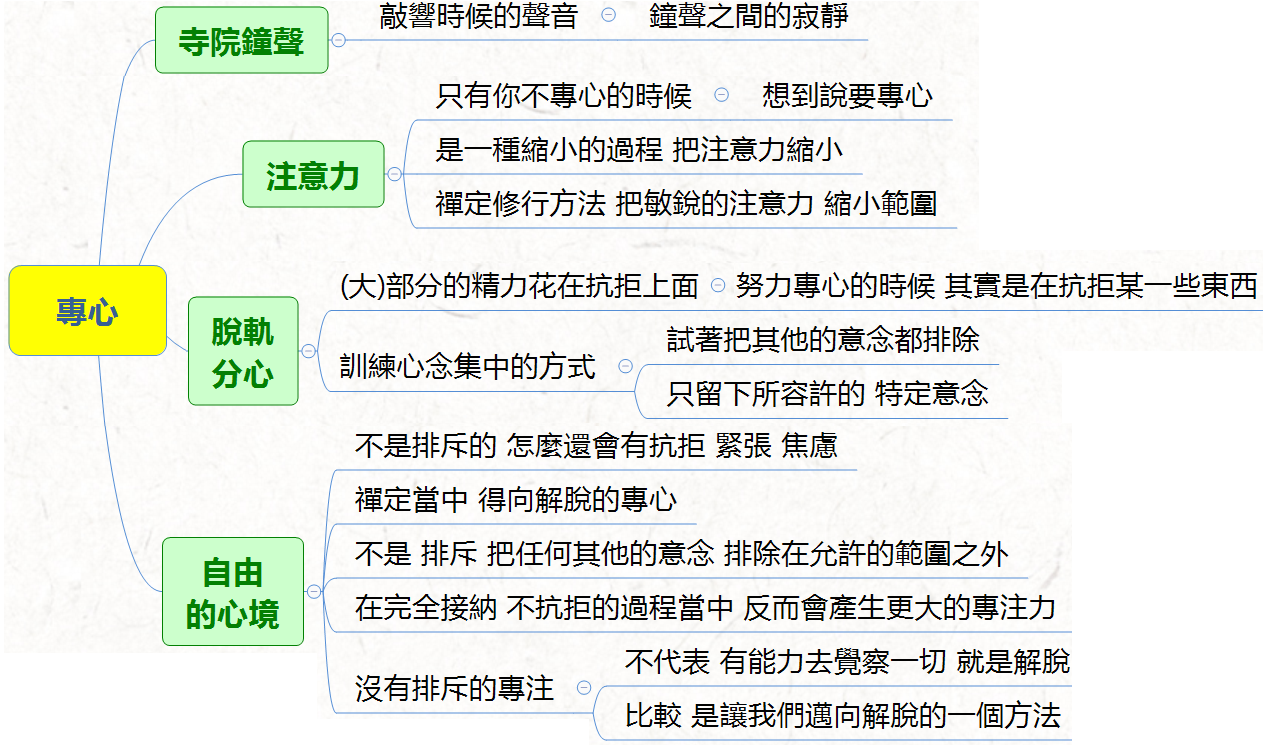 敲響時候的聲音 鐘聲之間的寂靜
寺院鐘聲
只有你不專心的時候 想到說要專心
是一種縮小的過程 把注意力縮小
注意力
禪定修行方法 把敏銳的注意力 縮小範圍
專心
(大)部分的精力花在抗拒上面 努力專心的時候 其實是在抗拒某一些東西
脫軌
分心
訓練心念集中的方式
試著把其他的意念都排除
只留下所容許的 特定意念
不是排斥的 怎麼還會有抗拒 緊張 焦慮
禪定當中 得向解脫的專心
不是 排斥 把任何其他的意念 排除在允許的範圍之外
自由
的心境
在完全接納 不抗拒的過程當中 反而會產生更大的專注力
沒有排斥的專注
不代表 有能力去覺察一切 就是解脫
比較 是讓我們邁向解脫的一個方法